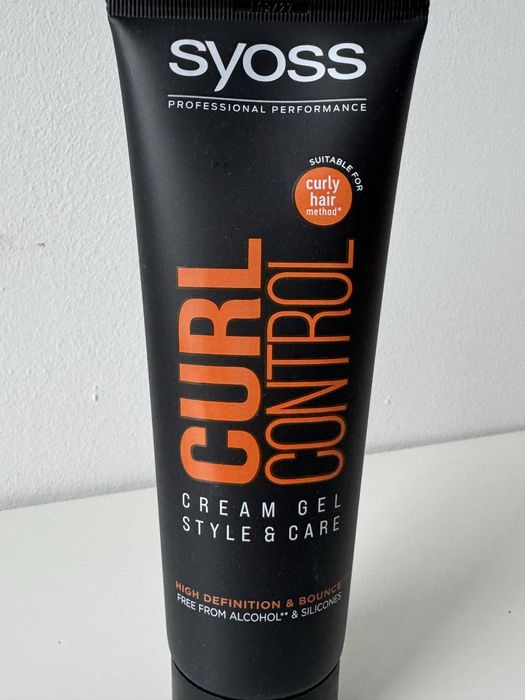 syoss
PROFESSIONAL PERFORMANCE
SUITABLE FOR
curly
hair
method*
CURL
CONTROL
CREAM GEL
STYLE & CARE
HIGH DEFINITION & BOUNCE
FREE FROM ALCOHOL** & SILICONES